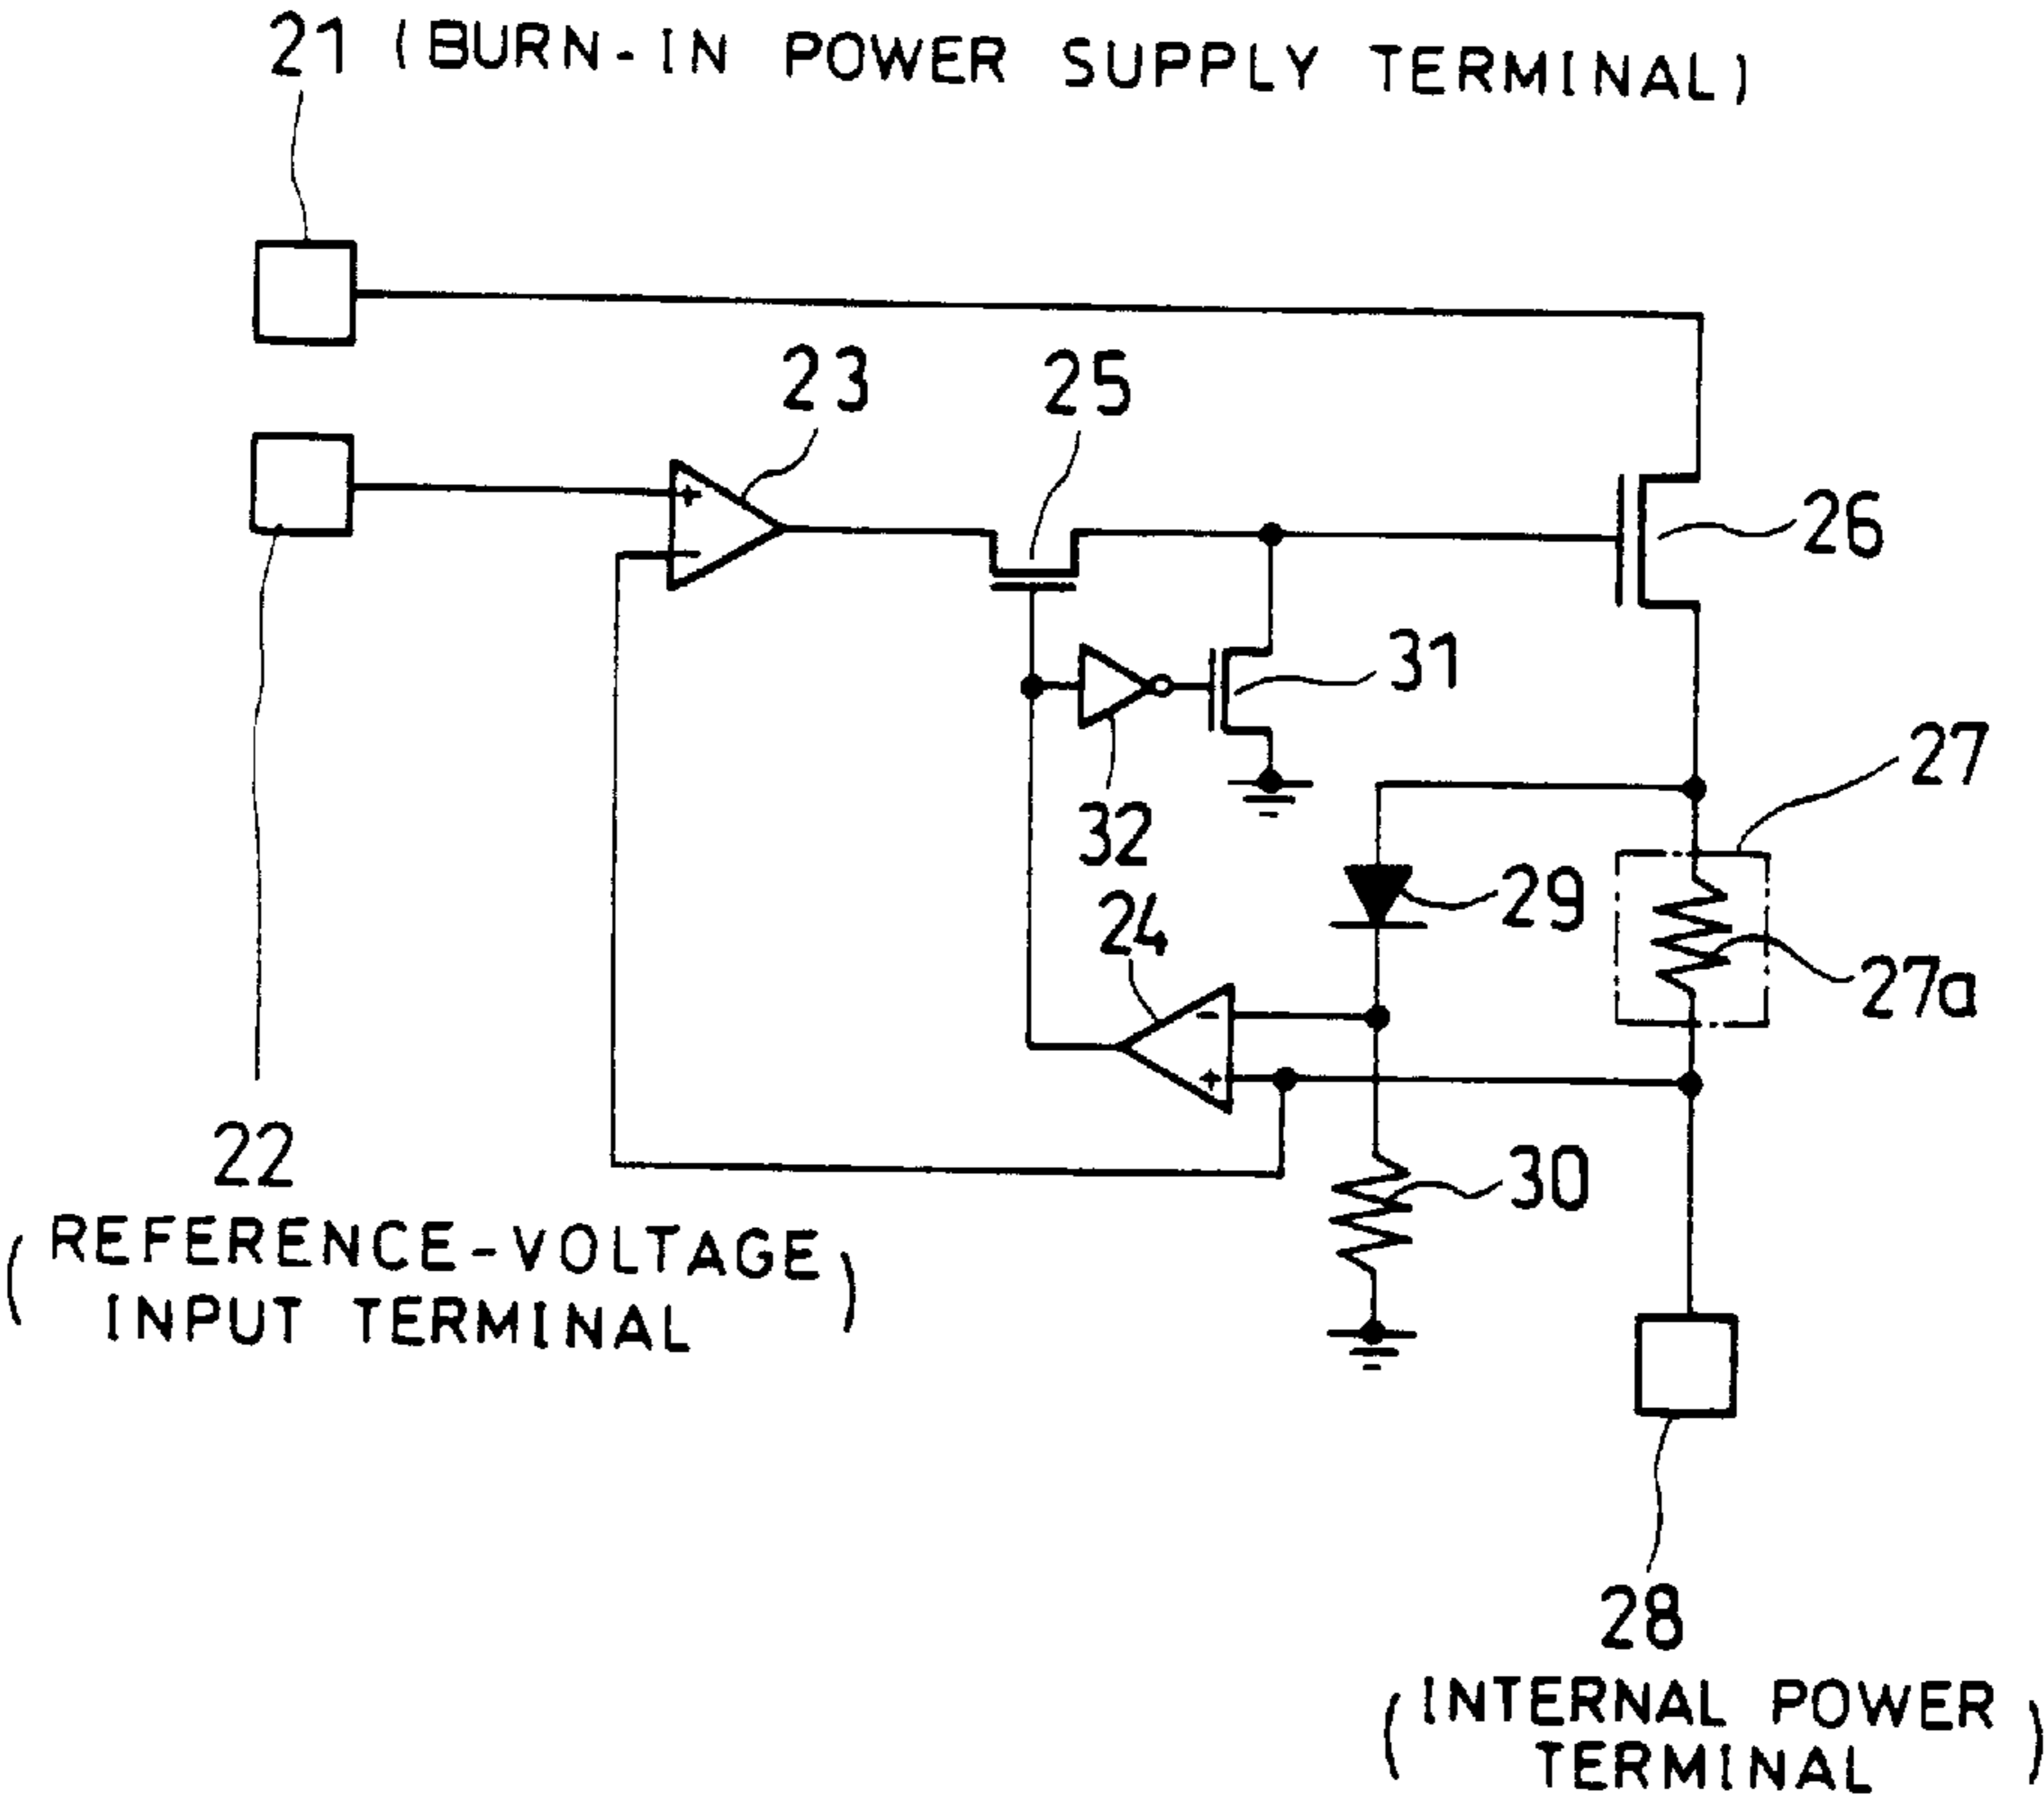 21 (BURN-IN POWER SUPPLY TERMINAL)
23
25
+
-
26
31
27
32
29
24
-
27a
+
22
(REFERENCE-VOLTAGE
INPUT TERMINAL)
30
28
(INTERNAL POWER
TERMINAL)